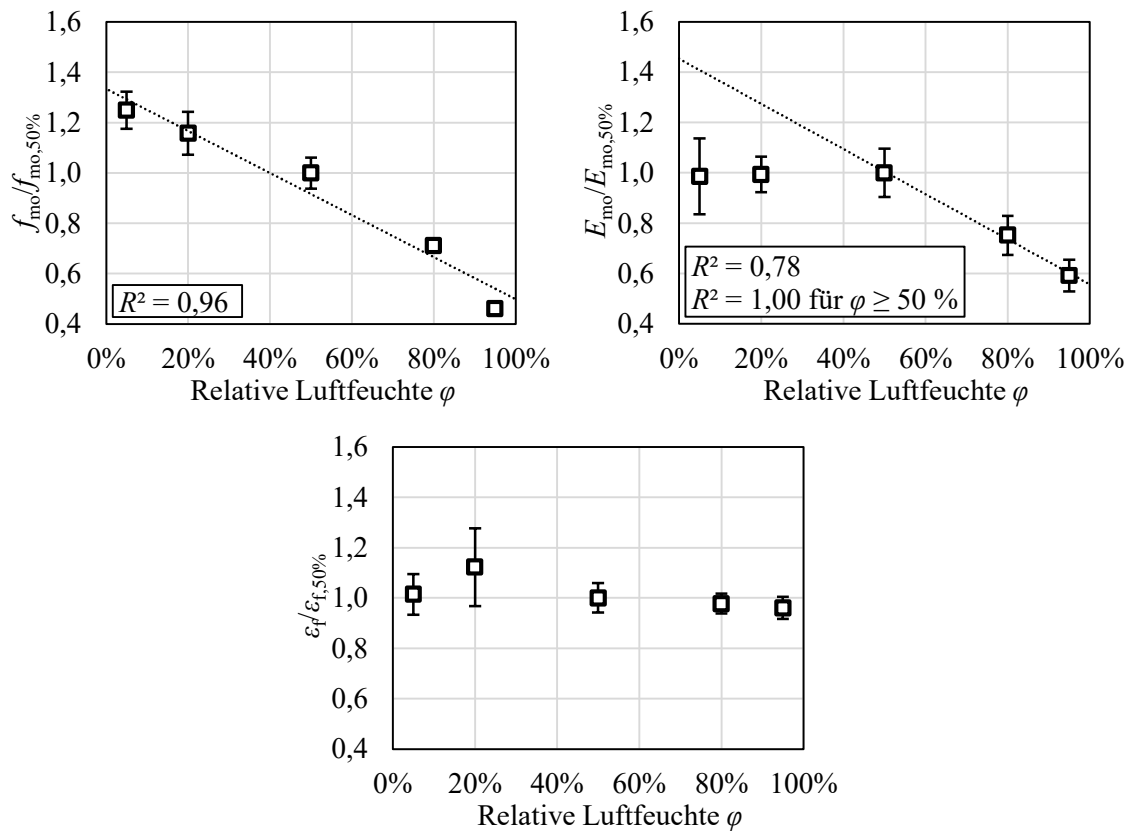 1,6
1,4
1,2
1,0
0,8
0,6
0,4
f_mo/f_mo,50%
R² = 0,96
0% 20% 40% 60% 80% 100%
Relative Luftfeuchte φ
1,6
1,4
1,2
1,0
0,8
0,6
0,4
E_mo/E_mo,50%
R² = 0,78
R² = 1,00 für φ ≥ 50 %
0% 20% 40% 60% 80% 100%
Relative Luftfeuchte φ
1,6
1,4
1,2
1,0
0,8
0,6
0,4
ε_f/ε_f,50%
0% 20% 40% 60% 80% 100%
Relative Luftfeuchte φ